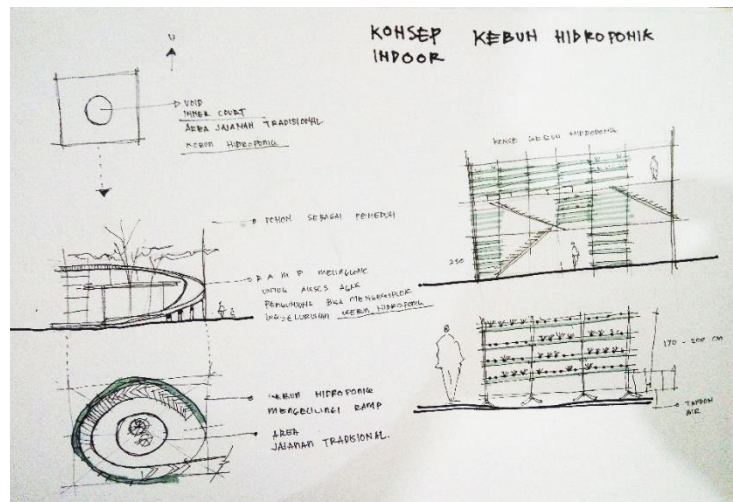 KONSEP KEBUN HIDROPONIK
INDOOR
U
VOID
INNER COURT
AREA JAJANAN TRADISIONAL
KEBUN HIDROPONIK
POHON SEBAGAI PENEDUH
RAMP MELINGKAR
UNTUK AKSES AGAR
PENGUNJUNG BISA MENGEKSPLOR
KESELURUHAN KEBUN HIDROPONIK
KEBUN HIDROPONIK
MENGELILINGI RAMP
AREA
JAJANAN TRADISIONAL.
KEBUN HIDROPONIK
250
170 - 200 CM
TANDON
AIR